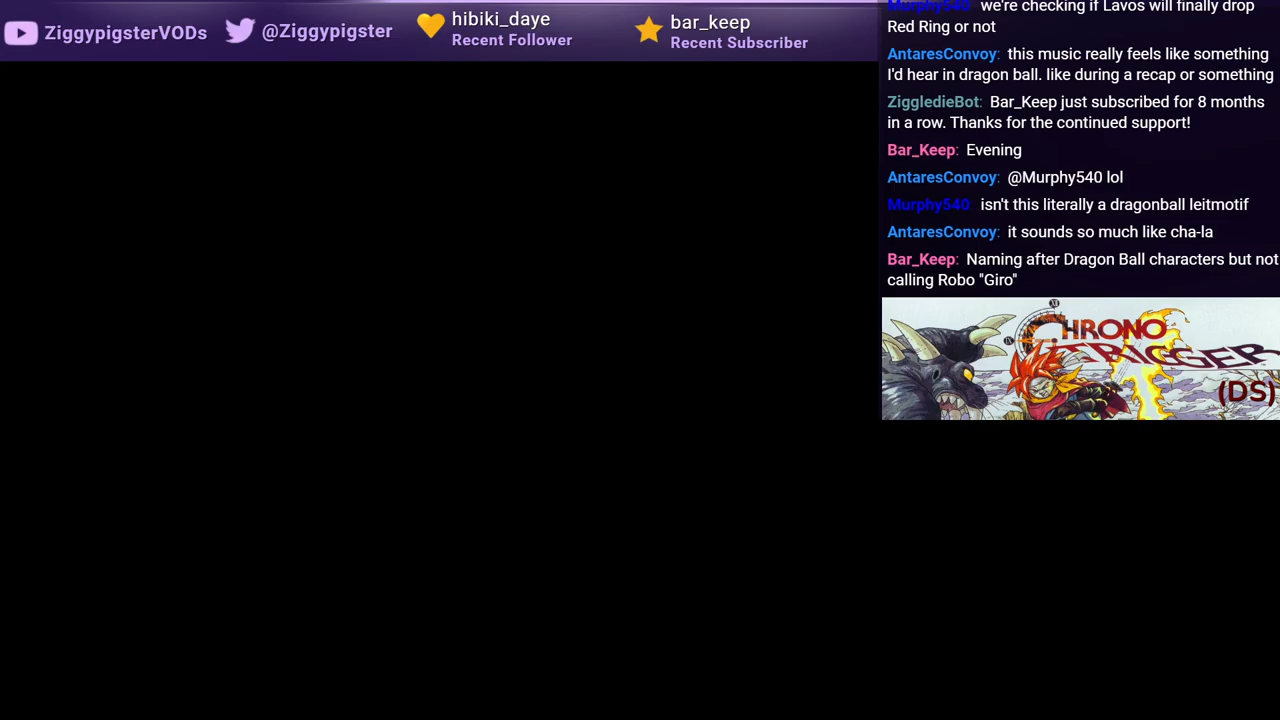 ZiggypigsterVODs
@Ziggypigster
hibiki_daye
Recent Follower
bar_keep
Recent Subscriber
Murphy540: we're checking if Lavos will finally drop
Red Ring or not
AntaresConvoy: this music really feels like something
I'd hear in dragon ball. like during a recap or something
ZiggledieBot: Bar_Keep just subscribed for 8 months
in a row. Thanks for the continued support!
Bar_Keep: Evening
AntaresConvoy: @Murphy540 lol
Murphy540: isn't this literally a dragonball leitmotif
AntaresConvoy: it sounds so much like cha-la
Bar_Keep: Naming after Dragon Ball characters but not
calling Robo "Giro"
CHRONO
TRIGGER
(DS)